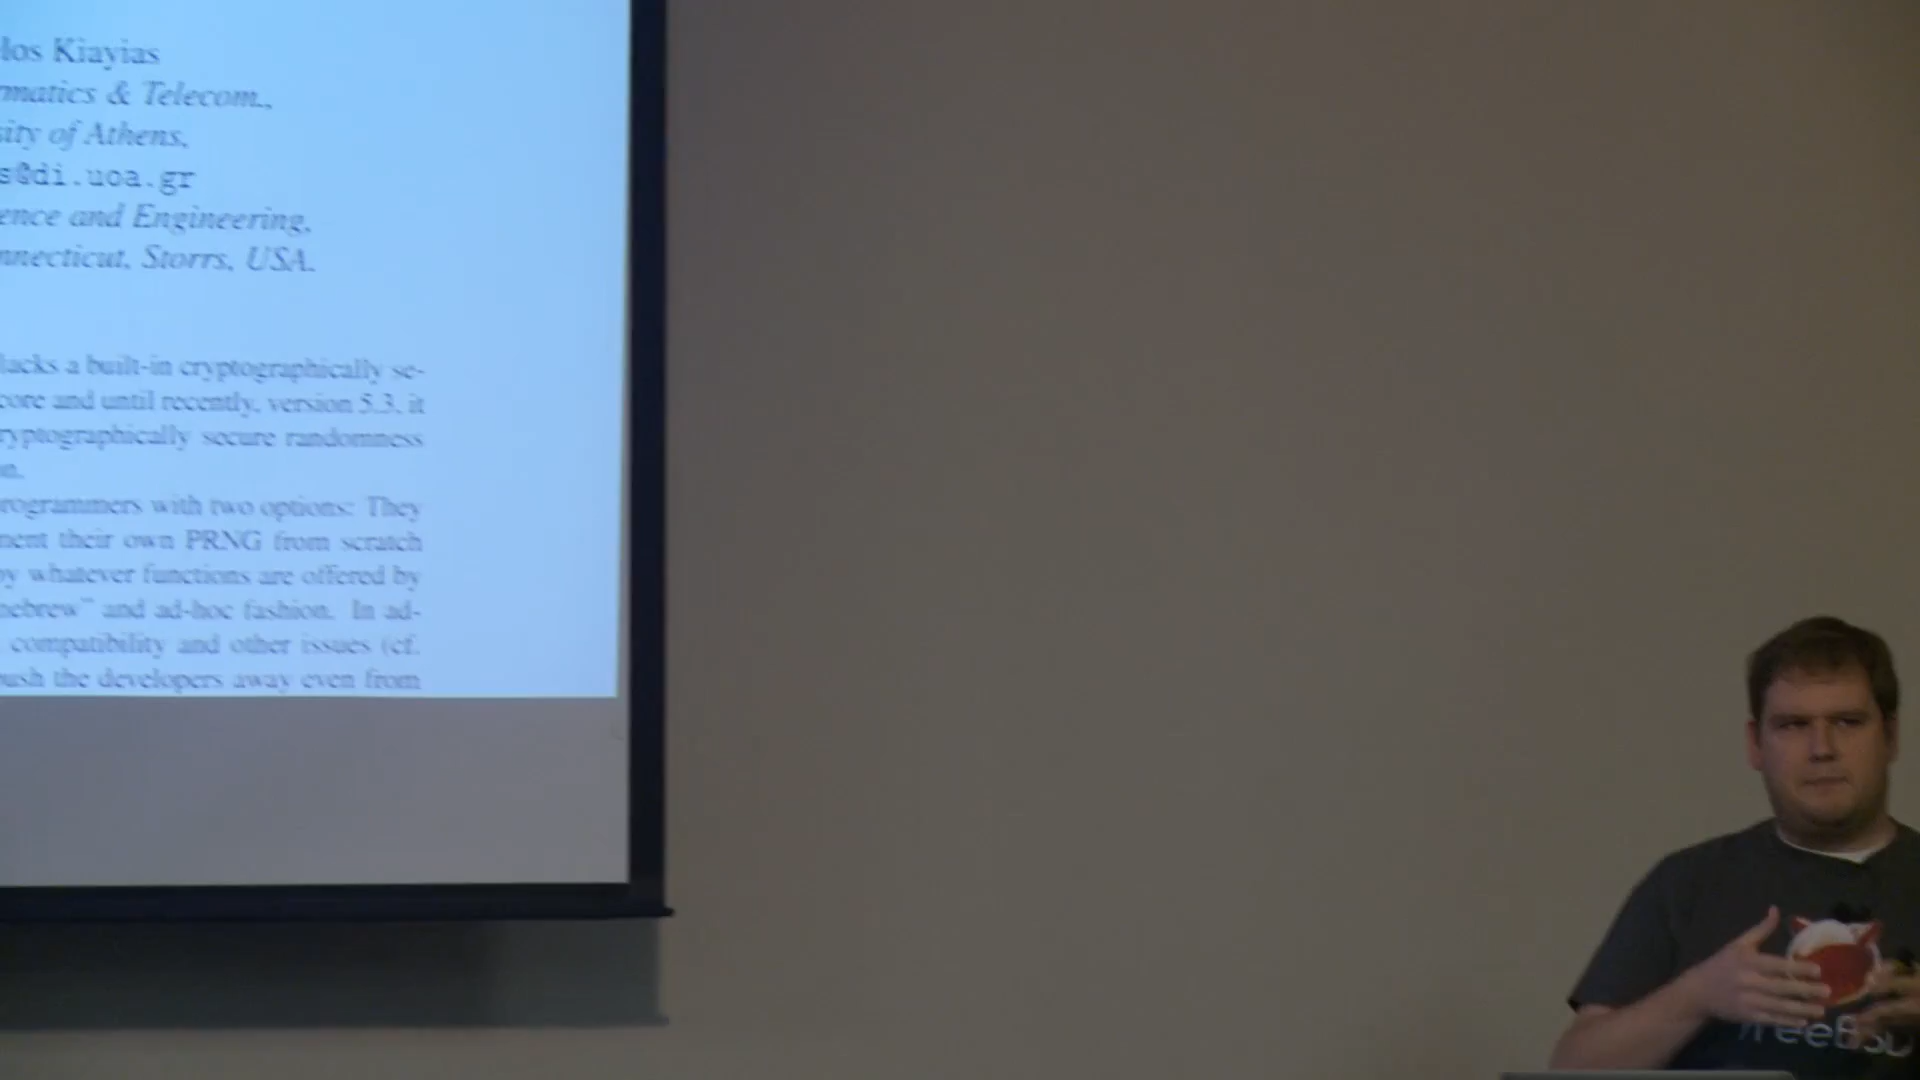 los Kiayias
matics & Telecom.,
sity of Athens,
s@di.uoa.gr
ence and Engineering,
nnecticut, Storrs, USA.
lacks a built-in cryptographically se-
core and until recently, version 5.3, it
ryptographically secure randomness
on.
rogrammers with two options: They
ment their own PRNG from scratch
by whatever functions are offered by
nebrew” and ad-hoc fashion. In ad-
compatibility and other issues (cf.
push the developers away even from
FreeBSD